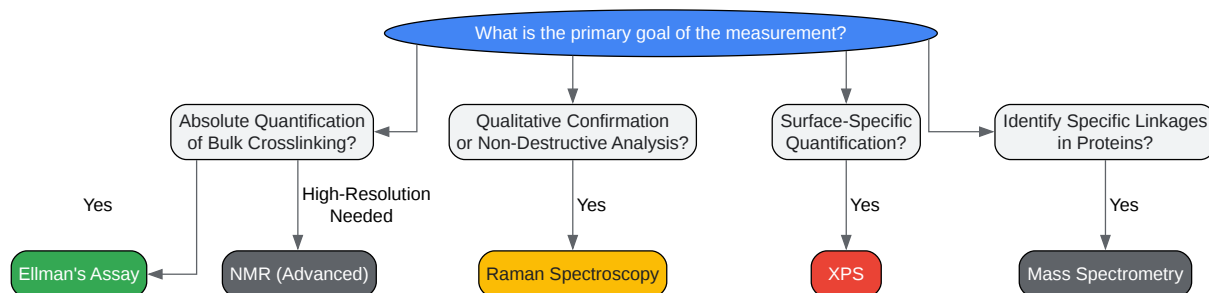 What is the primary goal of the measurement?
Absolute Quantification
of Bulk Crosslinking?
Qualitative Confirmation
or Non-Destructive Analysis?
Surface-Specific
Quantification?
Identify Specific Linkages
in Proteins?
Yes
High-Resolution
Needed
Yes
Yes
Yes
Ellman's Assay
NMR (Advanced)
Raman Spectroscopy
XPS
Mass Spectrometry